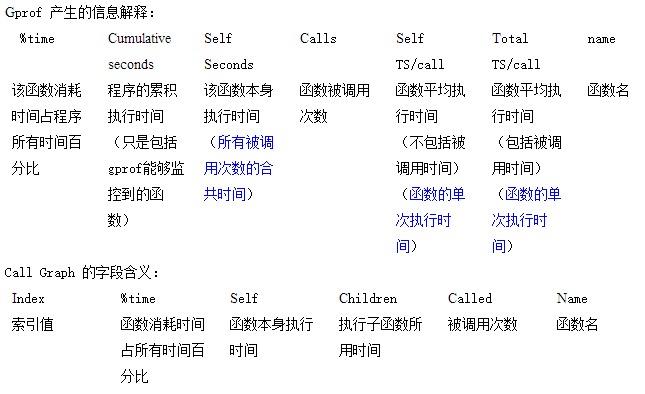 Gprof 产生的信息解释:
%time Cumulative Self Calls Self Total name
seconds Seconds TS/call TS/call
该函数消耗 程序的累积 该函数本身 函数被调用 函数平均执 函数平均执 函数名
时间占程序 执行时间 执行时间 次数 行时间 行时间
所有时间百 （只是包括 （所有被调 （不包括被 （包括被调
分比 gprof能够监 用次数的合 调用时间） 用时间）
控到的函 共时间） （函数的单 （函数的单
数） 次执行时 次执行时
间） 间）
Call Graph 的字段含义:
Index %time Self Children Called Name
索引值 函数消耗时间 函数本身执行 执行子函数所 被调用次数 函数名
占所有时间百 时间 用时间
分比